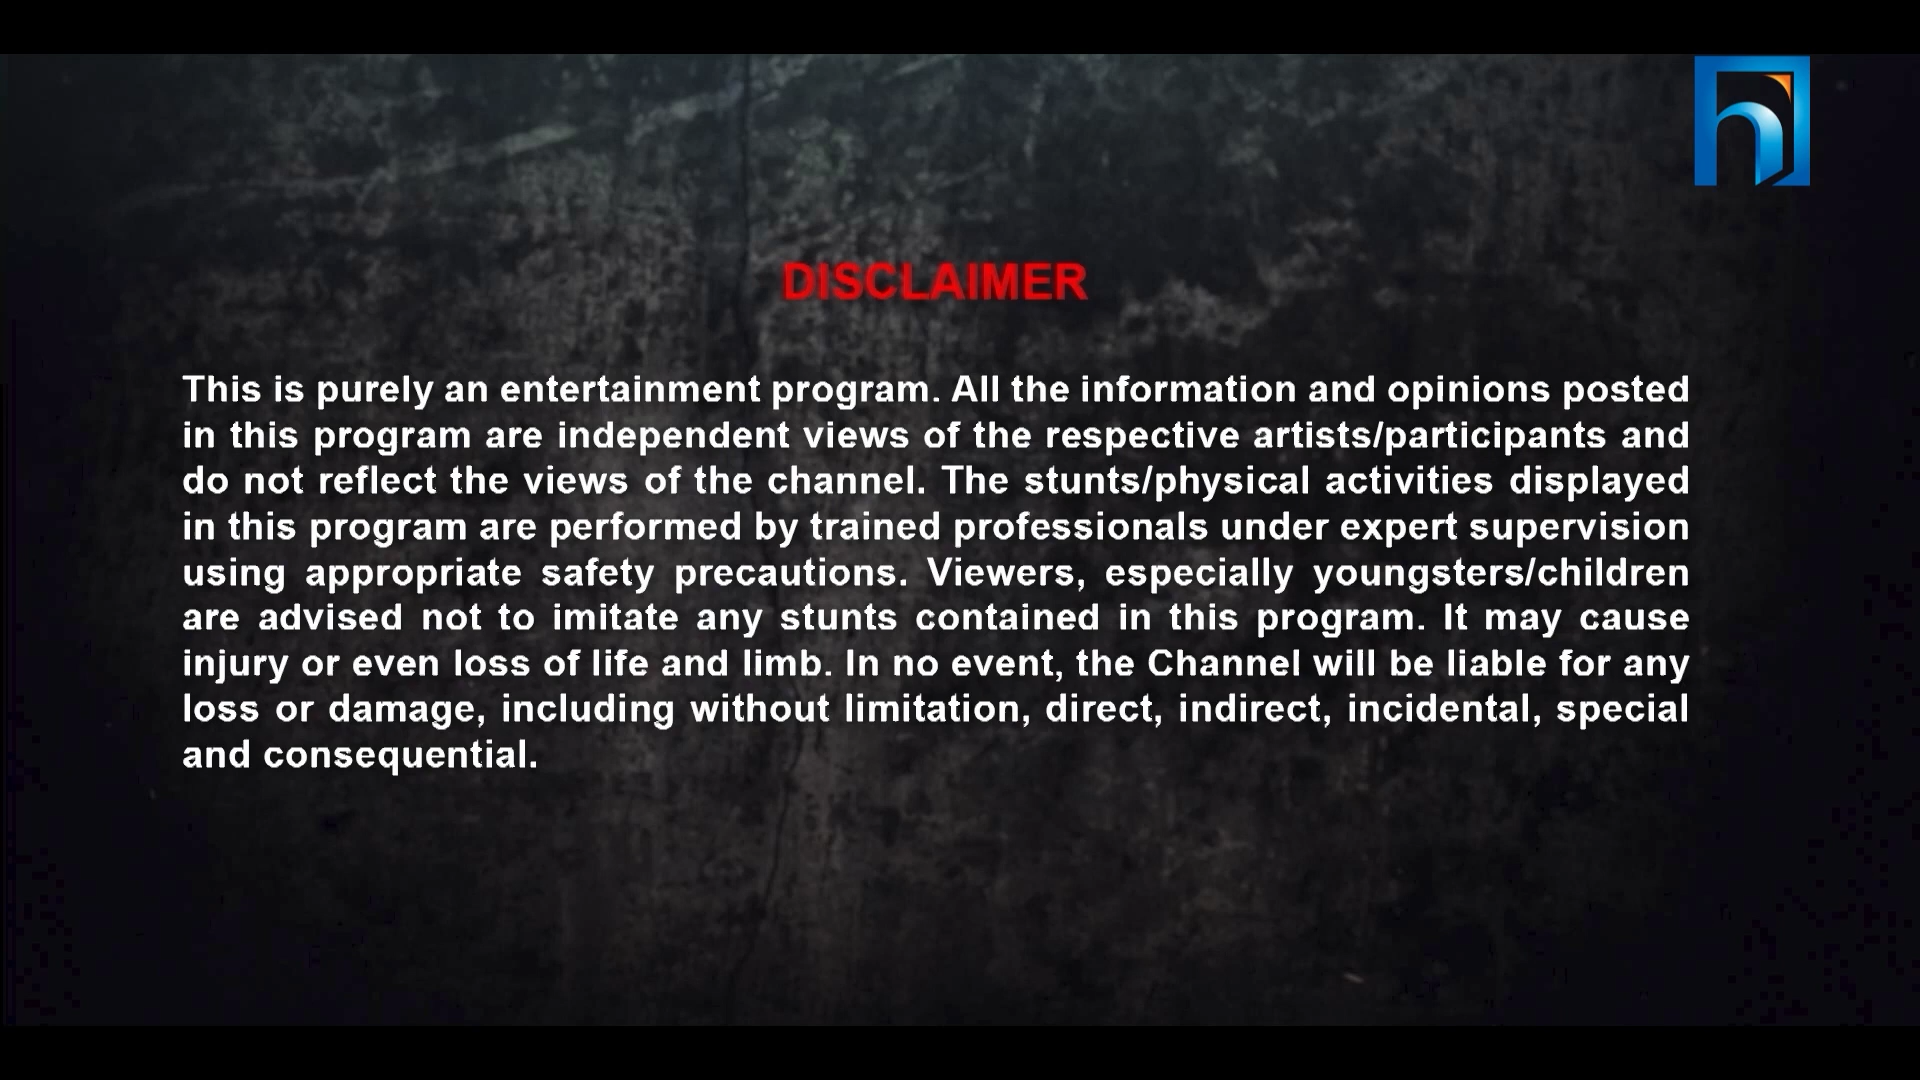 DISCLAIMER
This is purely an entertainment program. All the information and opinions posted
in this program are independent views of the respective artists/participants and
do not reflect the views of the channel. The stunts/physical activities displayed
in this program are performed by trained professionals under expert supervision
using appropriate safety precautions. Viewers, especially youngsters/children
are advised not to imitate any stunts contained in this program. It may cause
injury or even loss of life and limb. In no event, the Channel will be liable for any
loss or damage, including without limitation, direct, indirect, incidental, special
and consequential.